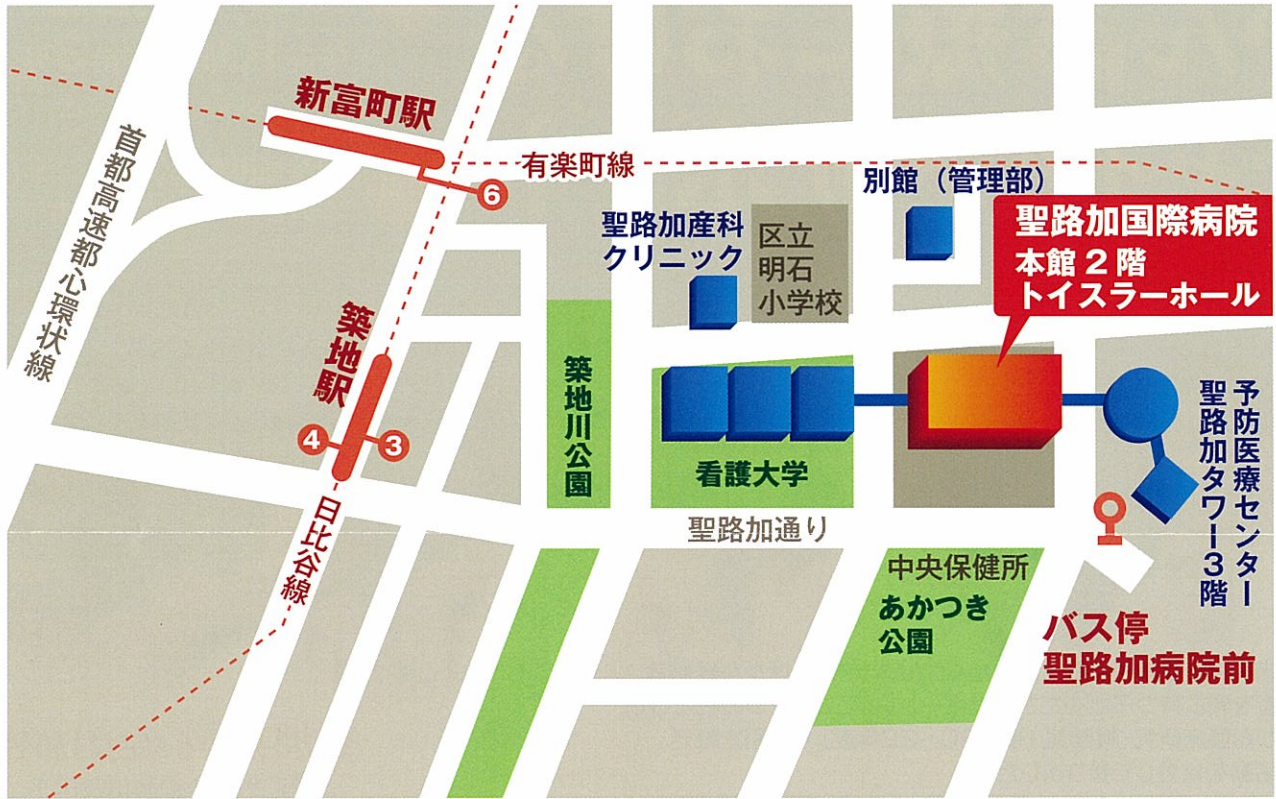 新富町駅
首都高速都心環状線
有楽町線
6
別館（管理部）
聖路加国際病院
本館2階
トイスラーホール
聖路加産科
クリニック
区立
明石
小学校
築地駅
4
3
築地川公園
看護大学
予防医療センター
聖路加タワー3階
日比谷線
聖路加通り
中央保健所
あかつき
公園
バス停
聖路加病院前